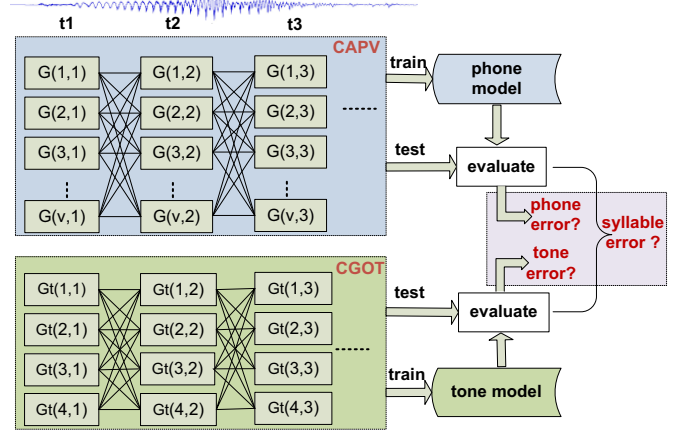 t1 t2 t3
CAPV
G(1,1) G(1,2) G(1,3)
G(2,1) G(2,2) G(2,3)
G(3,1) G(3,2) G(3,3)
G(v,1) G(v,2) G(v,3)
train
phone
model
test
evaluate
phone
error?
tone
error?
syllable
error ?
CGOT
Gt(1,1) Gt(1,2) Gt(1,3)
Gt(2,1) Gt(2,2) Gt(2,3)
Gt(3,1) Gt(3,2) Gt(3,3)
Gt(4,1) Gt(4,2) Gt(4,3)
test
evaluate
train
tone model